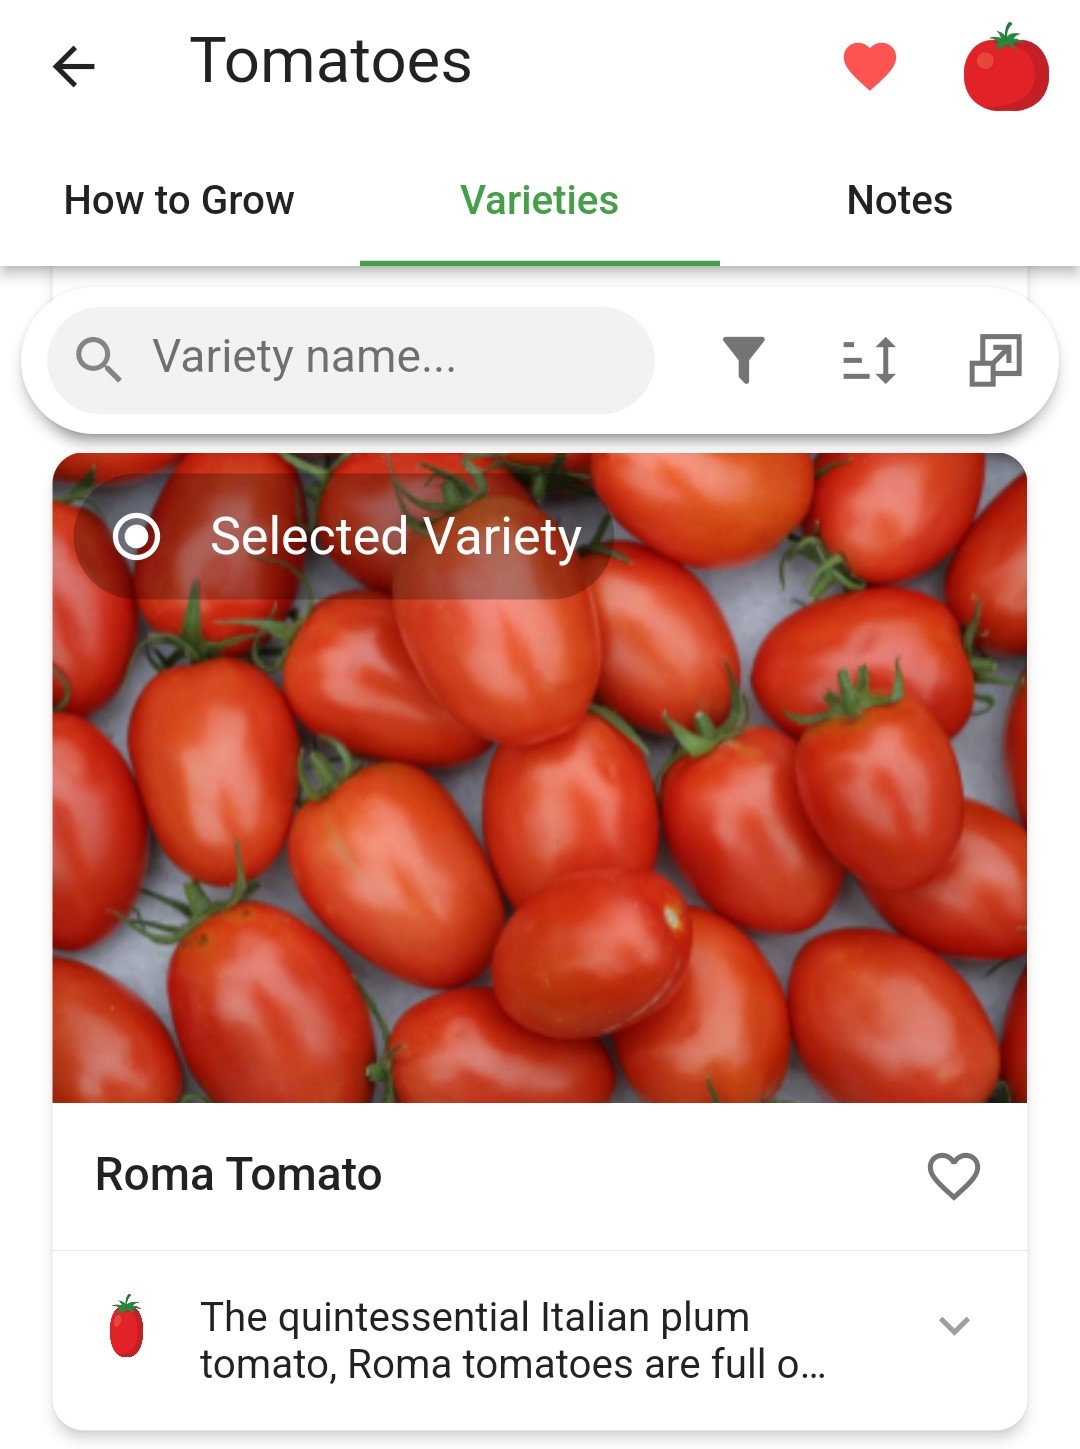 Tomatoes
How to Grow
Varieties
Notes
Variety name...
Selected Variety
Roma Tomato
The quintessential Italian plum
tomato, Roma tomatoes are full o...